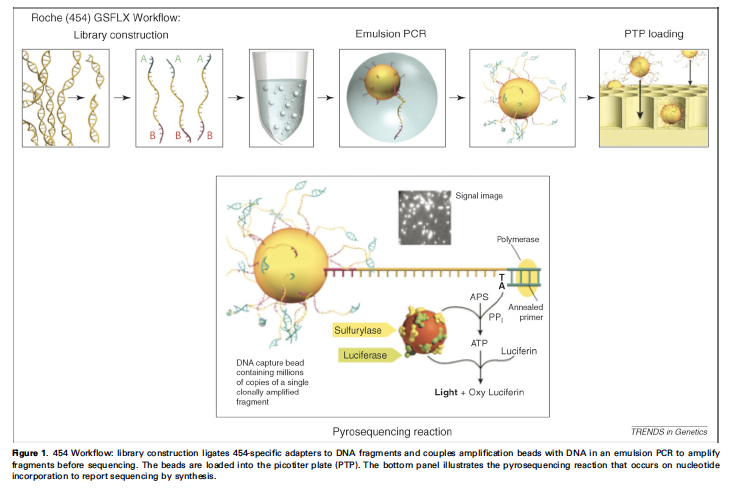 Roche (454) GSFLX Workflow:
Library construction
Emulsion PCR
PTP loading
A A A
B B B
Signal image
Polymerase
T
A
Annealed
primer
APS
PPi
Sulfurylase
Luciferase
ATP
Luciferin
Light + Oxy Luciferin
DNA capture bead
containing millions
of copies of a single
clonally amplified
fragment
Pyrosequencing reaction
TRENDS in Genetics
Figure 1. 454 Workflow: library construction ligates 454-specific adapters to DNA fragments and couples amplification beads with DNA in an emulsion PCR to amplify
fragments before sequencing. The beads are loaded into the picotiter plate (PTP). The bottom panel illustrates the pyrosequencing reaction that occurs on nucleotide
incorporation to report sequencing by synthesis.